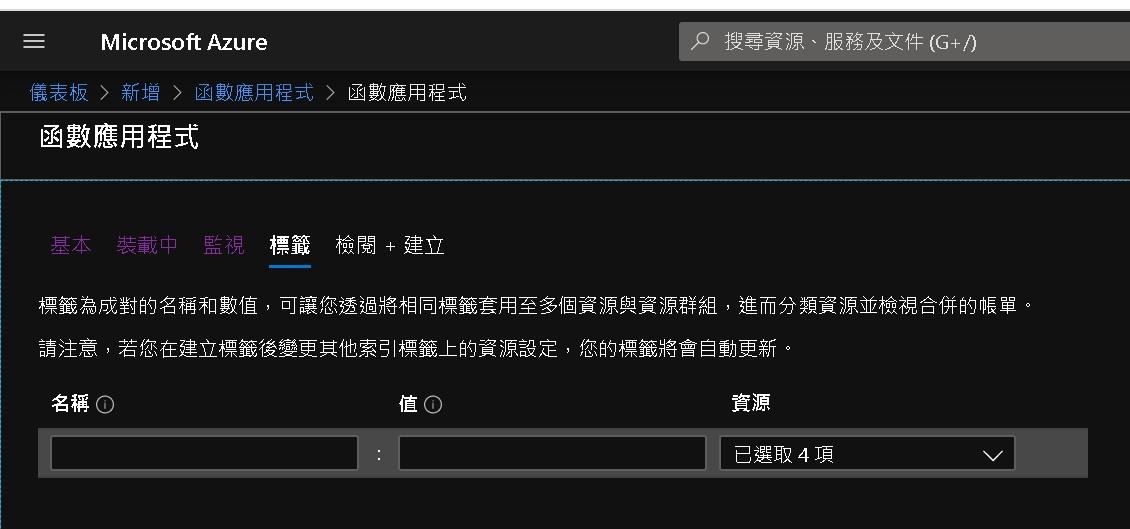 Microsoft Azure 搜尋資源、服務及文件 (G+/)
儀表板 > 新增 > 函數應用程式 > 函數應用程式
函數應用程式
基本 裝載中 監視 標籤 檢閱 + 建立
標籤為成對的名稱和數值，可讓您透過將相同標籤套用至多個資源與資源群組，進而分類資源並檢視合併的帳單。
請注意，若您在建立標籤後變更其他索引標籤上的資源設定，您的標籤將會自動更新。
名稱 值 資源
: 已選取 4 項